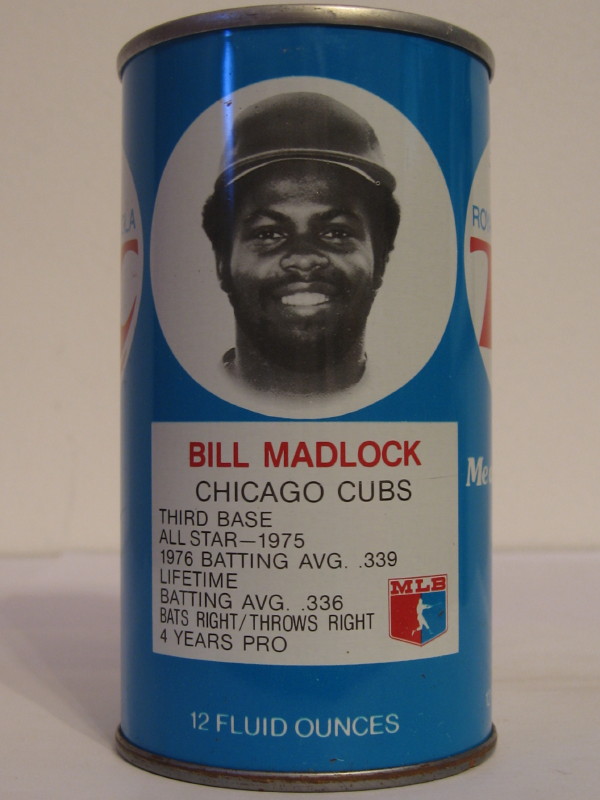 BILL MADLOCK
CHICAGO CUBS
THIRD BASE
ALL STAR—1975
1976 BATTING AVG. .339
LIFETIME
BATTING AVG. .336
BATS RIGHT/THROWS RIGHT
4 YEARS PRO
MLB
12 FLUID OUNCES